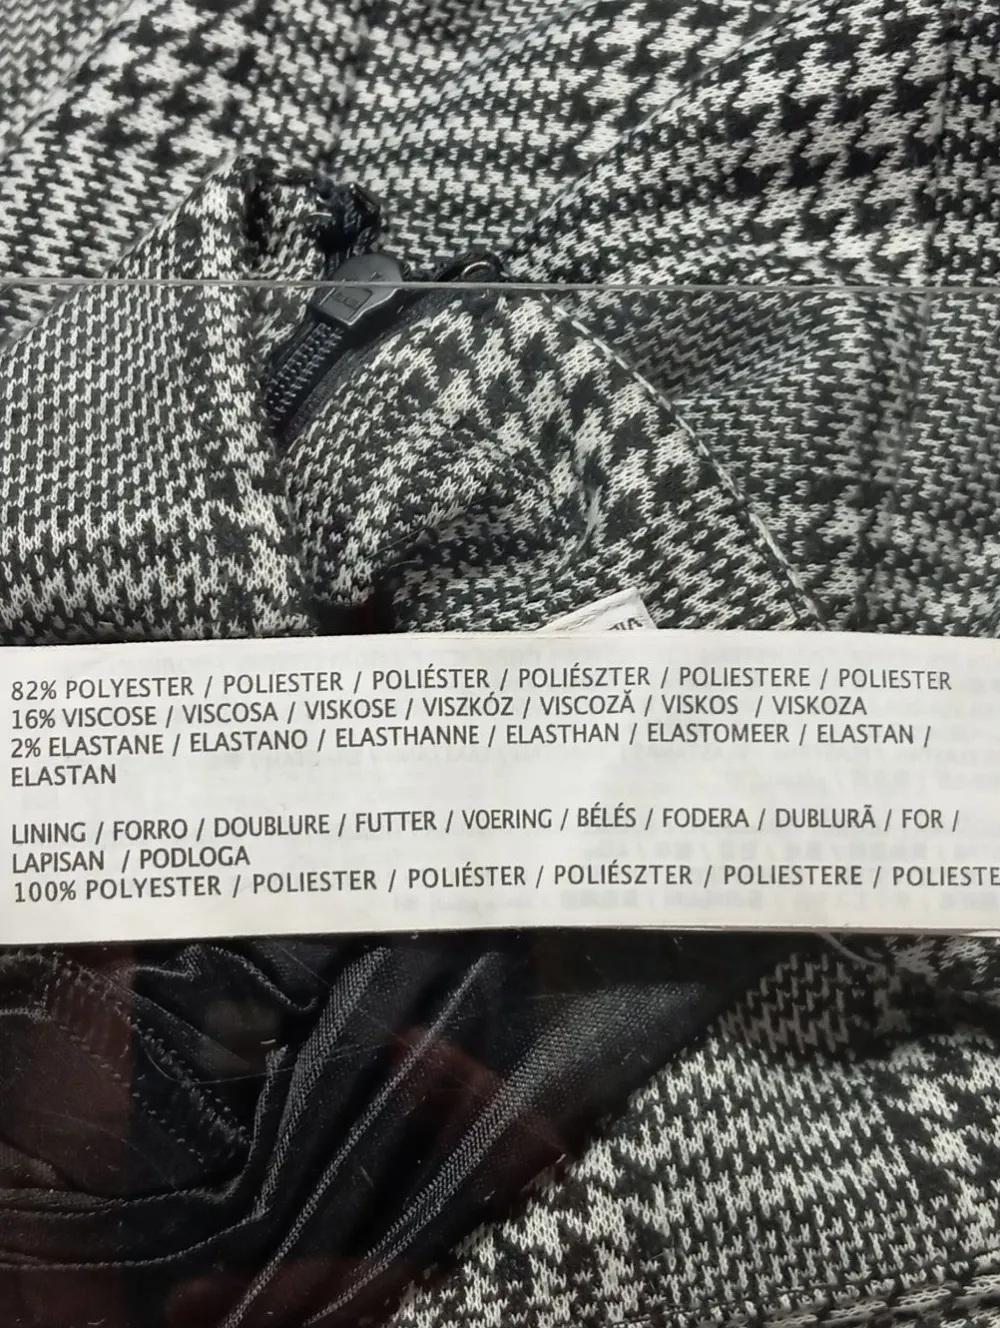 82% POLYESTER / POLIESTER / POLIÉSTER / POLIÉSZTER / POLIESTERE / POLIESTER
16% VISCOSE / VISCOSA / VISKOSE / VISZKÓZ / VISCOZĂ / VISKOS / VISKOZA
2% ELASTANE / ELASTANO / ELASTHANNE / ELASTHAN / ELASTOMEER / ELASTAN /
ELASTAN
LINING / FORRO / DOUBLURE / FUTTER / VOERING / BÉLÉS / FODERA / DUBLURÃ / FOR /
LAPISAN / PODLOGA
100% POLYESTER / POLIESTER / POLIÉSTER / POLIÉSZTER / POLIESTERE / POLIESTE